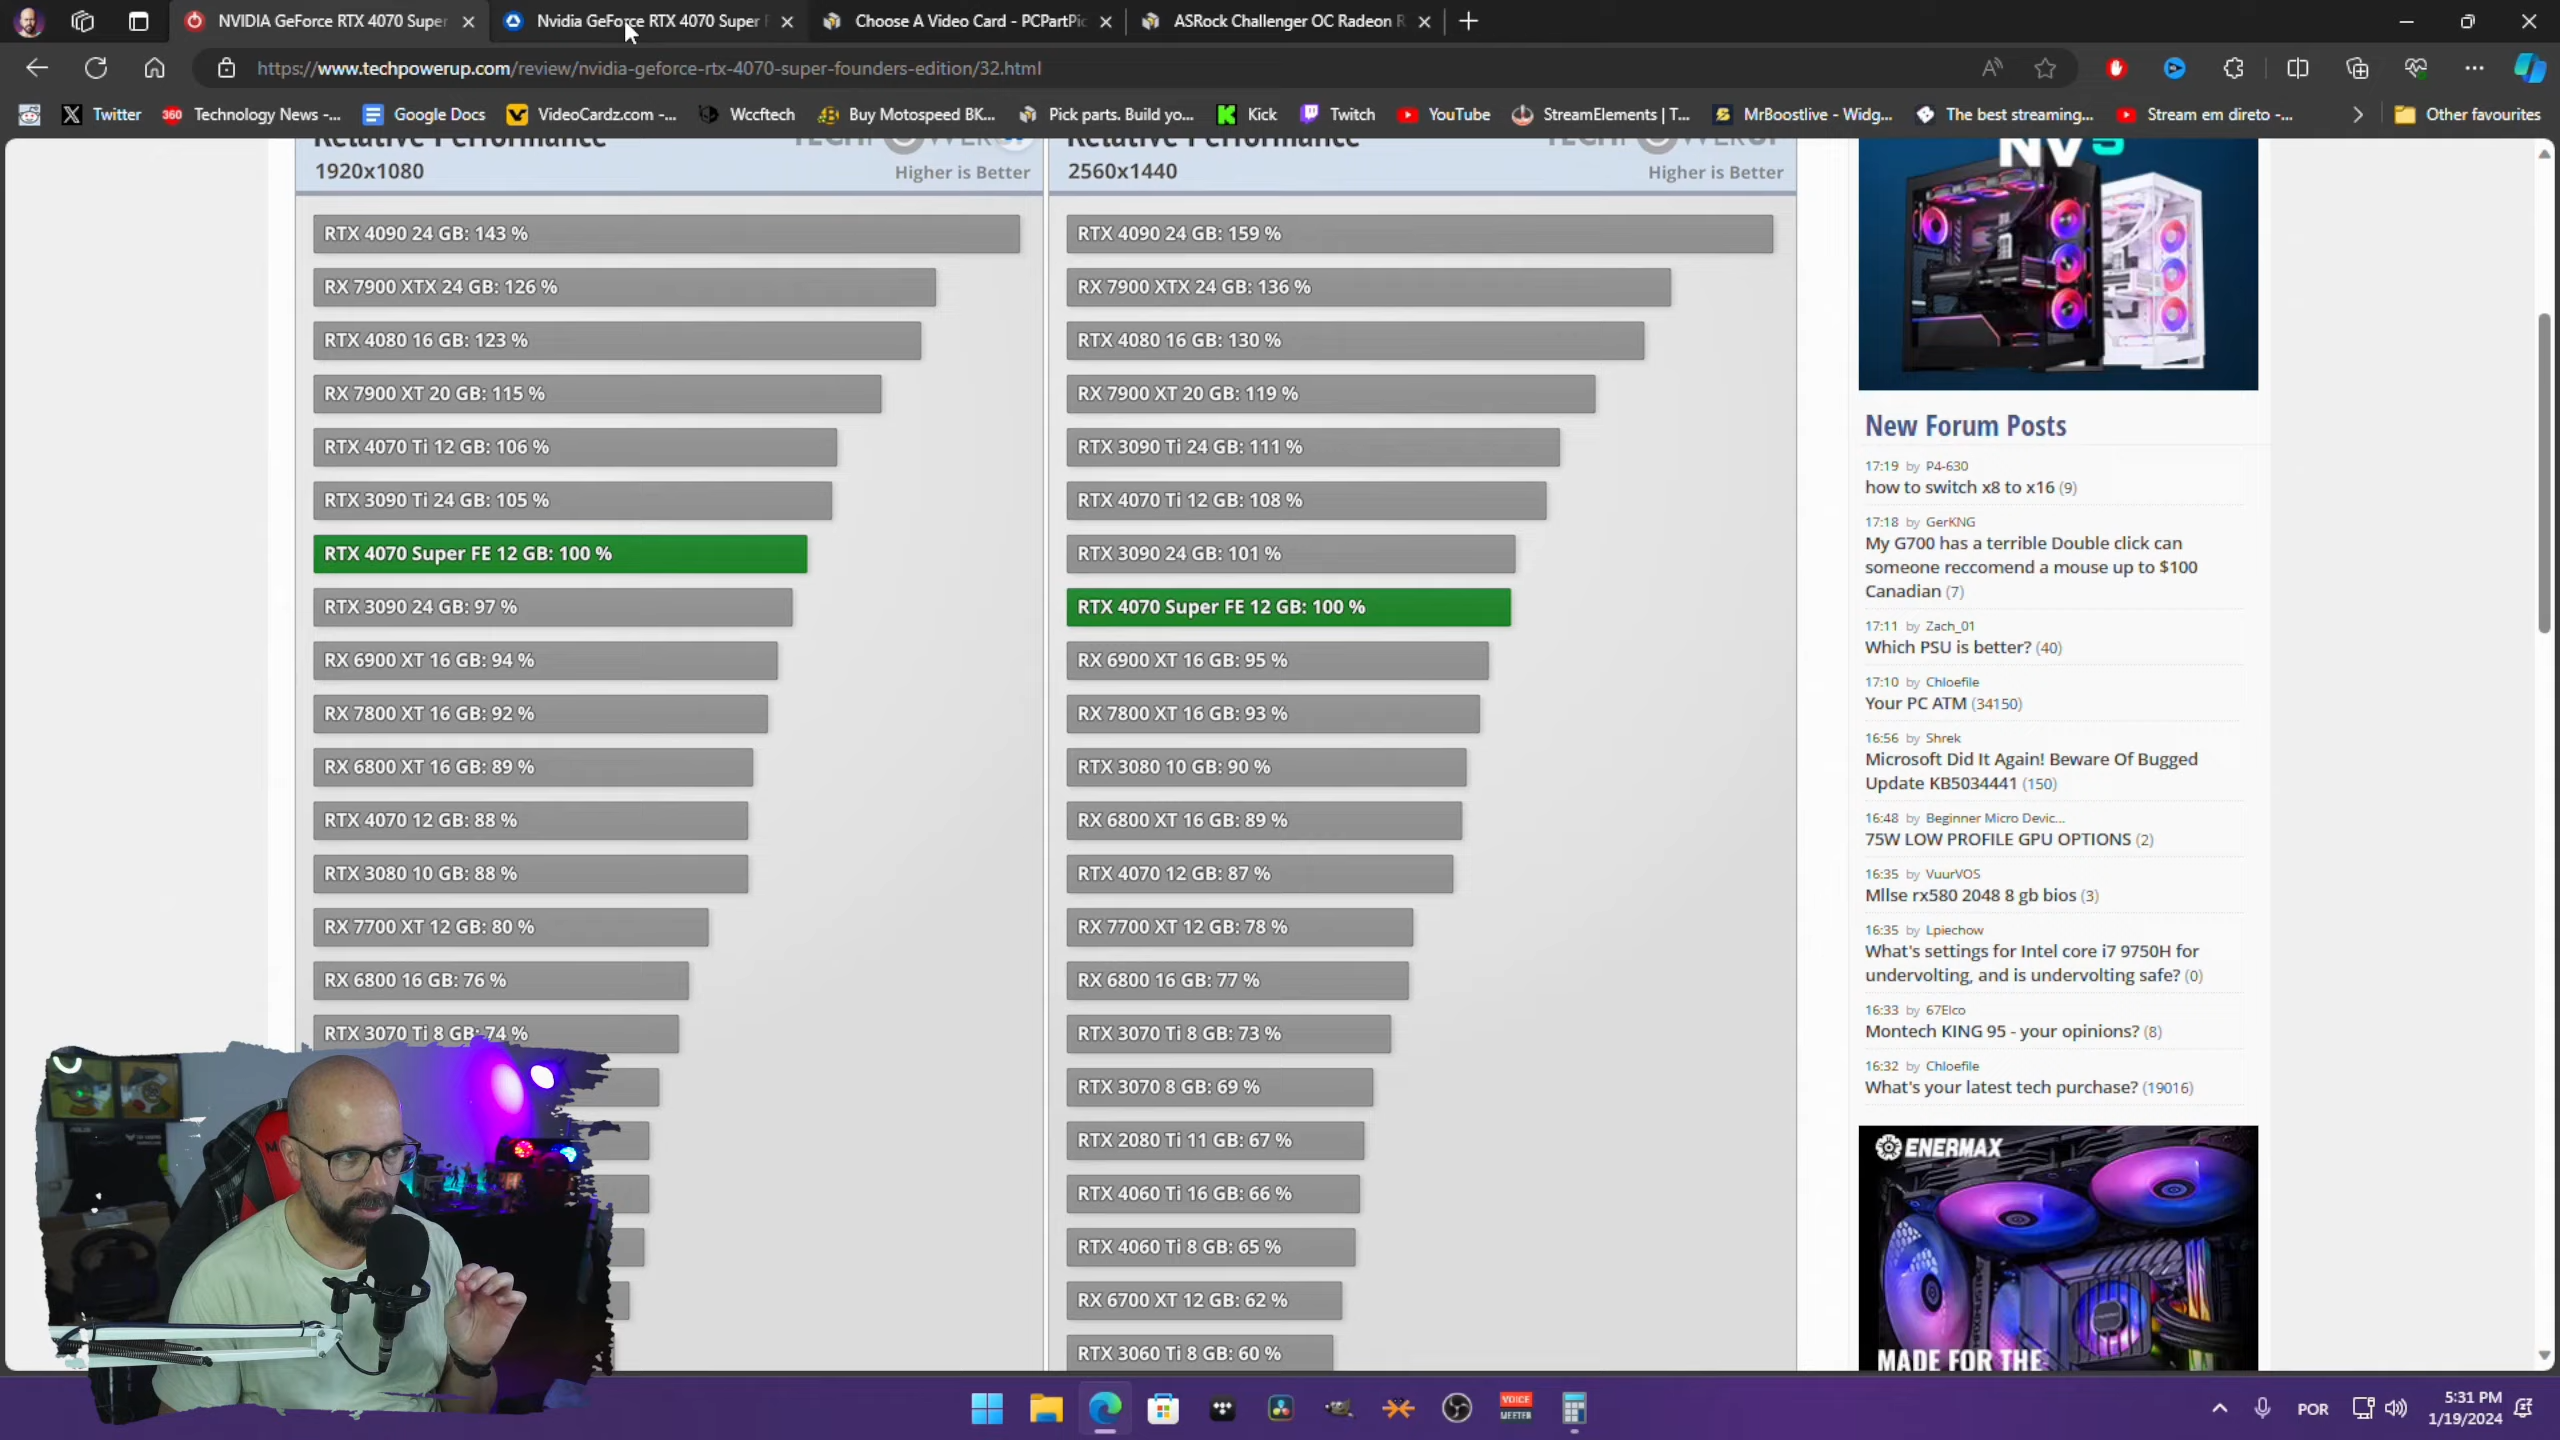 NVIDIA GeForce RTX 4070 Super
Nvidia GeForce RTX 4070 Super
Choose A Video Card - PCPartPic
ASRock Challenger OC Radeon R
https://www.techpowerup.com/review/nvidia-geforce-rtx-4070-super-founders-edition/32.html
Twitter
360
Technology News -...
Google Docs
VideoCardz.com -...
Wccftech
Buy Motospeed BK...
Pick parts. Build yo...
Kick
Twitch
YouTube
StreamElements | T...
MrBoostlive - Widg...
The best streaming...
Stream em direto -...
Other favourites
Relative Performance
1920x1080
Higher is Better
RTX 4090 24 GB: 143 %
RX 7900 XTX 24 GB: 126 %
RTX 4080 16 GB: 123 %
RX 7900 XT 20 GB: 115 %
RTX 4070 Ti 12 GB: 106 %
RTX 3090 Ti 24 GB: 105 %
RTX 4070 Super FE 12 GB: 100 %
RTX 3090 24 GB: 97 %
RX 6900 XT 16 GB: 94 %
RX 7800 XT 16 GB: 92 %
RX 6800 XT 16 GB: 89 %
RTX 4070 12 GB: 88 %
RTX 3080 10 GB: 88 %
RX 7700 XT 12 GB: 80 %
RX 6800 16 GB: 76 %
RTX 3070 Ti 8 GB: 74 %
Relative Performance
2560x1440
Higher is Better
RTX 4090 24 GB: 159 %
RX 7900 XTX 24 GB: 136 %
RTX 4080 16 GB: 130 %
RX 7900 XT 20 GB: 119 %
RTX 3090 Ti 24 GB: 111 %
RTX 4070 Ti 12 GB: 108 %
RTX 3090 24 GB: 101 %
RTX 4070 Super FE 12 GB: 100 %
RX 6900 XT 16 GB: 95 %
RX 7800 XT 16 GB: 93 %
RTX 3080 10 GB: 90 %
RX 6800 XT 16 GB: 89 %
RTX 4070 12 GB: 87 %
RX 7700 XT 12 GB: 78 %
RX 6800 16 GB: 77 %
RTX 3070 Ti 8 GB: 73 %
RTX 3070 8 GB: 69 %
RTX 2080 Ti 11 GB: 67 %
RTX 4060 Ti 16 GB: 66 %
RTX 4060 Ti 8 GB: 65 %
RX 6700 XT 12 GB: 62 %
RTX 3060 Ti 8 GB: 60 %
New Forum Posts
17:19 by P4-630
how to switch x8 to x16 (9)
17:18 by GerKNG
My G700 has a terrible Double click can
someone reccomend a mouse up to $100
Canadian (7)
17:11 by Zach_01
Which PSU is better? (40)
17:10 by Chloefile
Your PC ATM (34150)
16:56 by Shrek
Microsoft Did It Again! Beware Of Bugged
Update KB5034441 (150)
16:48 by Beginner Micro Devic...
75W LOW PROFILE GPU OPTIONS (2)
16:35 by VuurVOS
Mllse rx580 2048 8 gb bios (3)
16:35 by Lpiechow
What's settings for Intel core i7 9750H for
undervolting, and is undervolting safe? (0)
16:33 by 67Elco
Montech KING 95 - your opinions? (8)
16:32 by Chloefile
What's your latest tech purchase? (19016)
ENERMAX
MADE FOR THE
VOICE
MEETER
POR
5:31 PM
1/19/2024